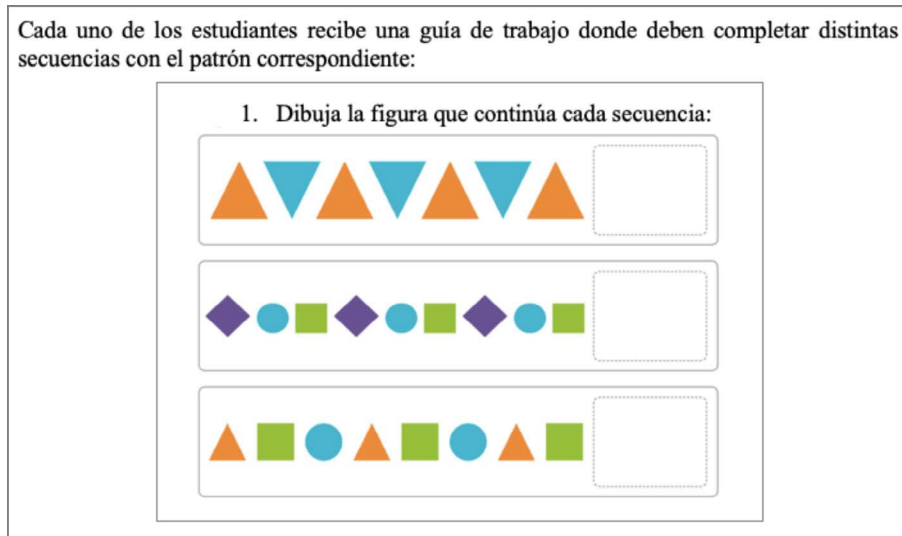 Cada uno de los estudiantes recibe una guía de trabajo donde deben completar distintas
secuencias con el patrón correspondiente:
1. Dibuja la figura que continúa cada secuencia: